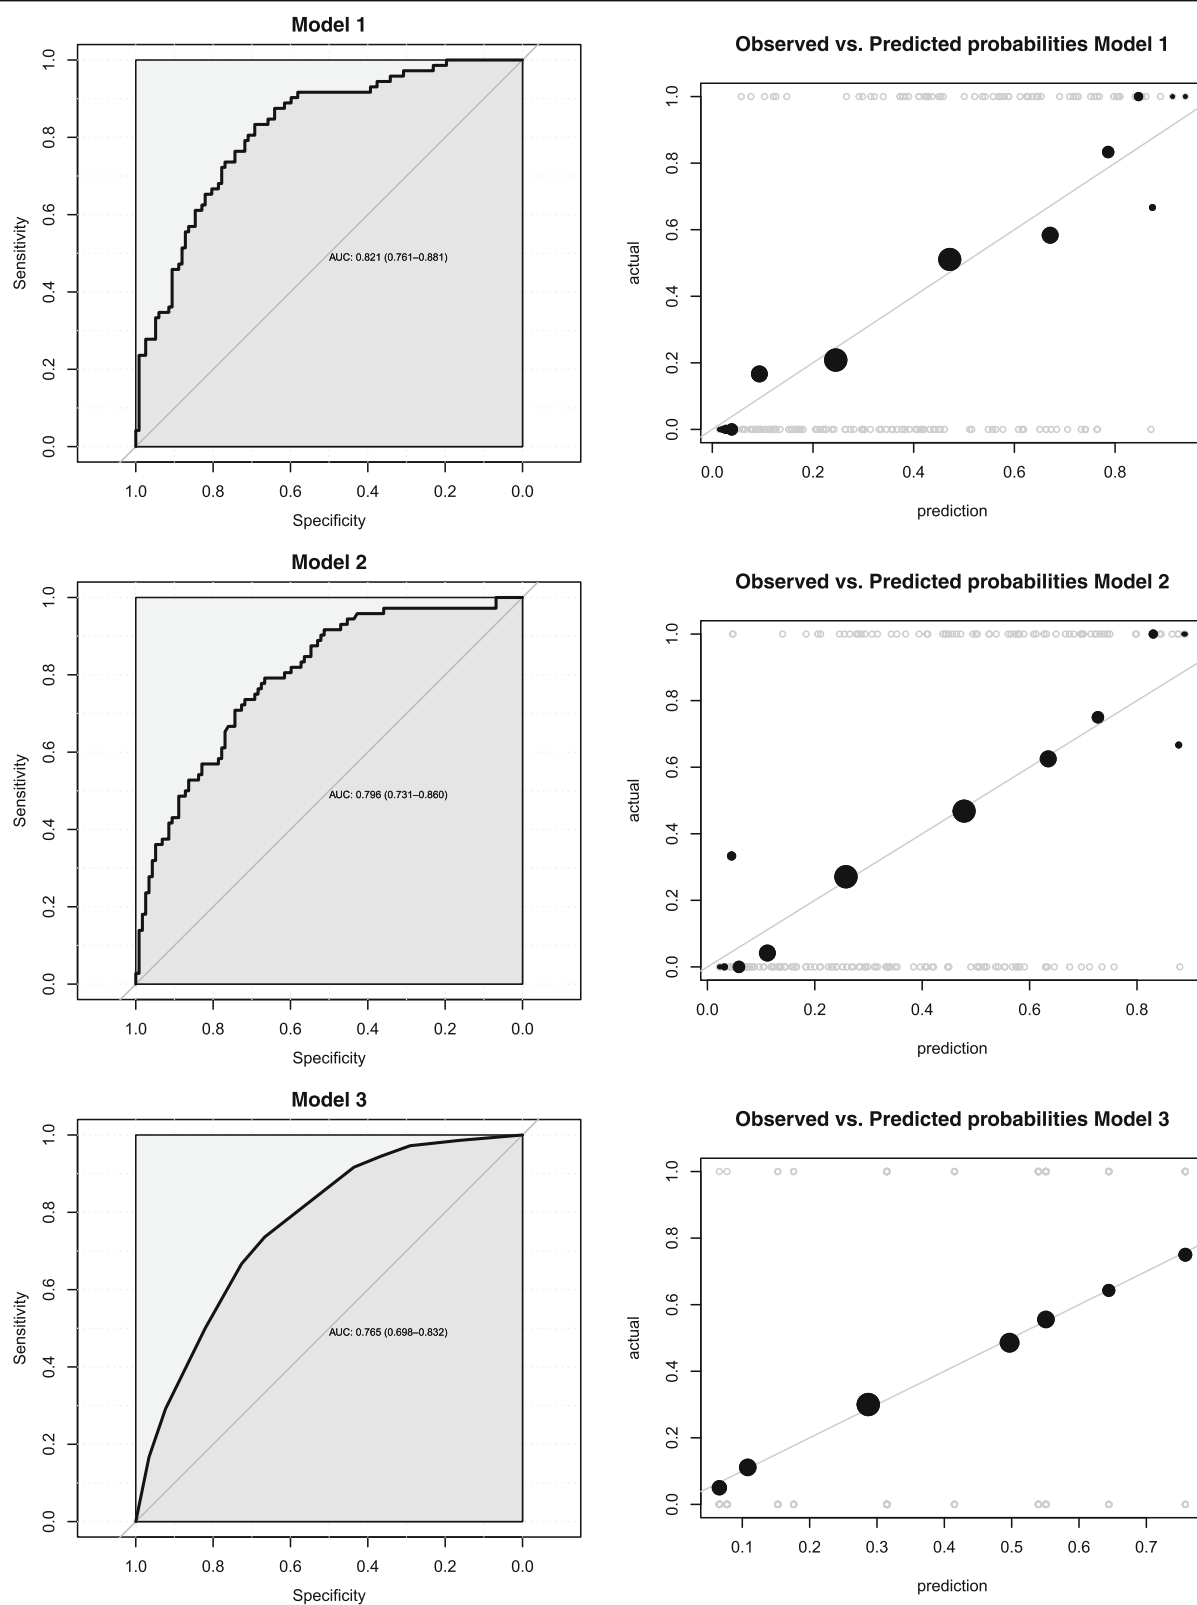 Model 1
Sensitivity
1.0
0.8
0.6
0.4
0.2
0.0
AUC: 0.821 (0.761–0.881)
1.0 0.8 0.6 0.4 0.2 0.0
Specificity
Observed vs. Predicted probabilities Model 1
actual
1.0
0.8
0.6
0.4
0.2
0.0
0.0 0.2 0.4 0.6 0.8
prediction
Model 2
Sensitivity
1.0
0.8
0.6
0.4
0.2
0.0
AUC: 0.796 (0.731–0.860)
1.0 0.8 0.6 0.4 0.2 0.0
Specificity
Observed vs. Predicted probabilities Model 2
actual
1.0
0.8
0.6
0.4
0.2
0.0
0.0 0.2 0.4 0.6 0.8
prediction
Model 3
Sensitivity
1.0
0.8
0.6
0.4
0.2
0.0
AUC: 0.765 (0.698–0.832)
1.0 0.8 0.6 0.4 0.2 0.0
Specificity
Observed vs. Predicted probabilities Model 3
actual
1.0
0.8
0.6
0.4
0.2
0.0
0.1 0.2 0.3 0.4 0.5 0.6 0.7
prediction